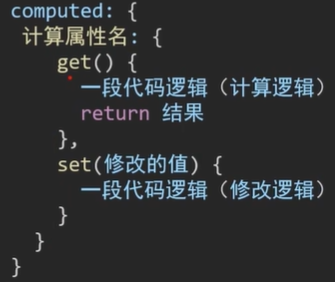 computed: {
计算属性名: {
get() {
一段代码逻辑（计算逻辑）
return 结果
},
set(修改的值) {
一段代码逻辑（修改逻辑）
}
}
}